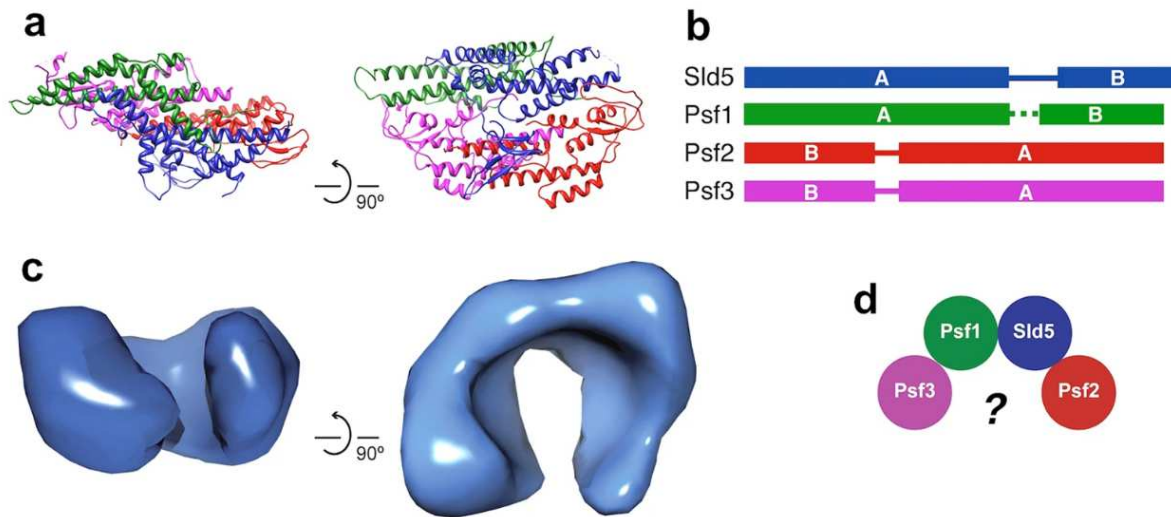 a
90º
b
Sld5 A B
Psf1 A B
Psf2 B A
Psf3 B A
c
90º
d
Psf1 Sld5
Psf3 ? Psf2